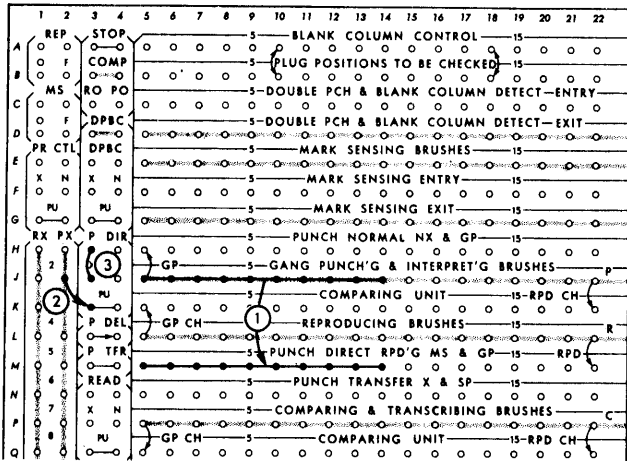 1 2 3 4 5 6 7 8 9 10 11 12 13 14 15 16 17 18 19 20 21 22
REP STOP 5 BLANK COLUMN CONTROL 15
A
F COMP 5 PLUG POSITIONS TO BE CHECKED 15
B
MS RO PO 5 DOUBLE PCH & BLANK COLUMN DETECT ENTRY
C
F DPBC 5 DOUBLE PCH & BLANK COLUMN DETECT EXIT
D
PR CTL DPBC 5 MARK SENSING BRUSHES 15
E
X N X N 5 MARK SENSING ENTRY 15
F
PU PU 5 MARK SENSING EXIT 15
G
RX PX P DIR 5 PUNCH NORMAL NX & GP 15
H
2 3 GP GANG PUNCH'G & INTERPRET'G BRUSHES P
J
2 PU 5 COMPARING UNIT 15 RPD CH
K
4 P DEL GP CH 1 REPRODUCING BRUSHES 15 R
L
5 P TFR 5 PUNCH DIRECT RPD'G MS & GP 15 RPD
M
6 READ 5 PUNCH TRANSFER X & SP 15
N
7 X N 5 COMPARING & TRANSCRIBING BRUSHES C
P
8 PU GP CH 5 COMPARING UNIT 15 RPD CH
Q